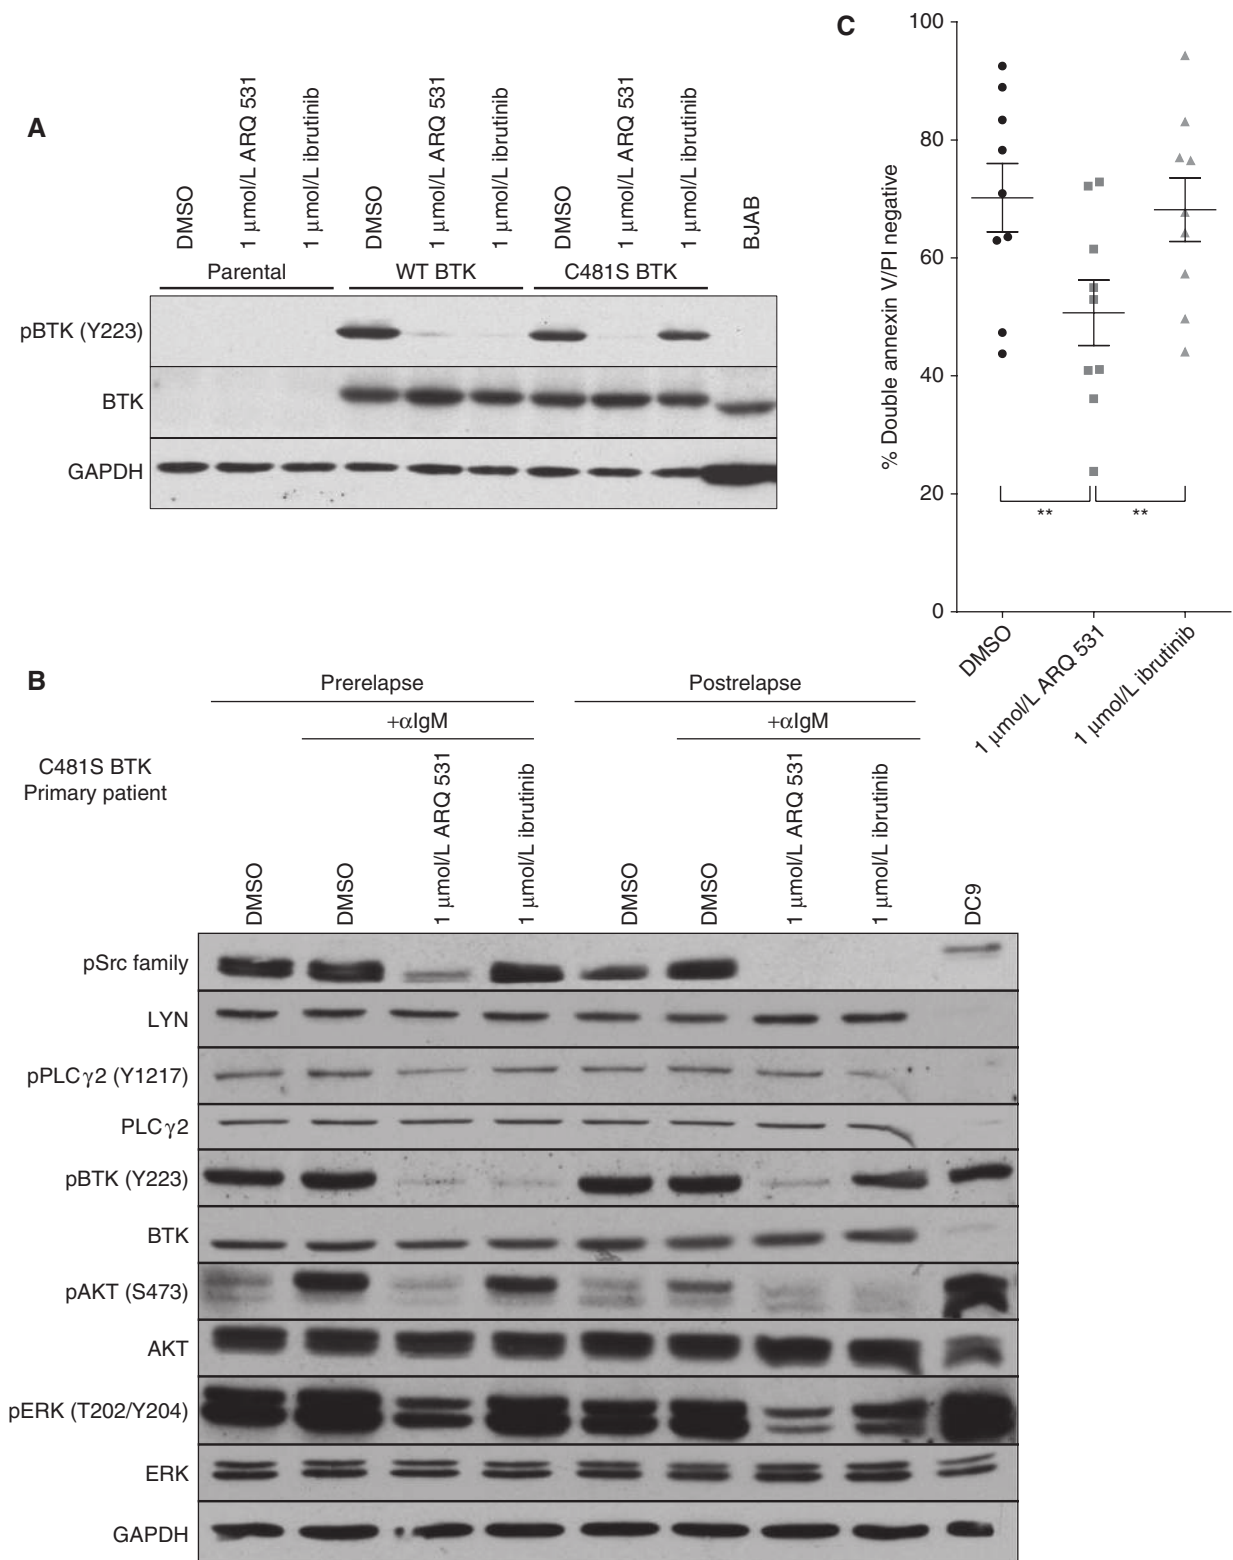 A
DMSO
1 μmol/L ARQ 531
1 μmol/L ibrutinib
DMSO
1 μmol/L ARQ 531
1 μmol/L ibrutinib
DMSO
1 μmol/L ARQ 531
1 μmol/L ibrutinib
BJAB
Parental
WT BTK
C481S BTK
pBTK (Y223)
BTK
GAPDH
C
100
80
60
40
20
0
% Double annexin V/PI negative
**
**
DMSO
1 μmol/L ARQ 531
1 μmol/L ibrutinib
B
Prerelapse
Postrelapse
+αIgM
+αIgM
C481S BTK
Primary patient
DMSO
DMSO
1 μmol/L ARQ 531
1 μmol/L ibrutinib
DMSO
DMSO
1 μmol/L ARQ 531
1 μmol/L ibrutinib
DC9
pSrc family
LYN
pPLCγ2 (Y1217)
PLCγ2
pBTK (Y223)
BTK
pAKT (S473)
AKT
pERK (T202/Y204)
ERK
GAPDH